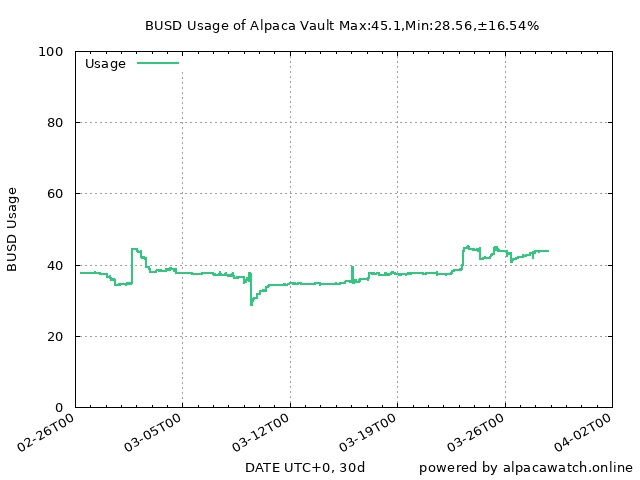 BUSD Usage of Alpaca Vault Max:45.1,Min:28.56,±16.54%
Usage
100
80
60
40
20
0
BUSD Usage
02-26T00
03-05T00
03-12T00
03-19T00
03-26T00
04-02T00
DATE UTC+0, 30d
powered by alpacawatch.online